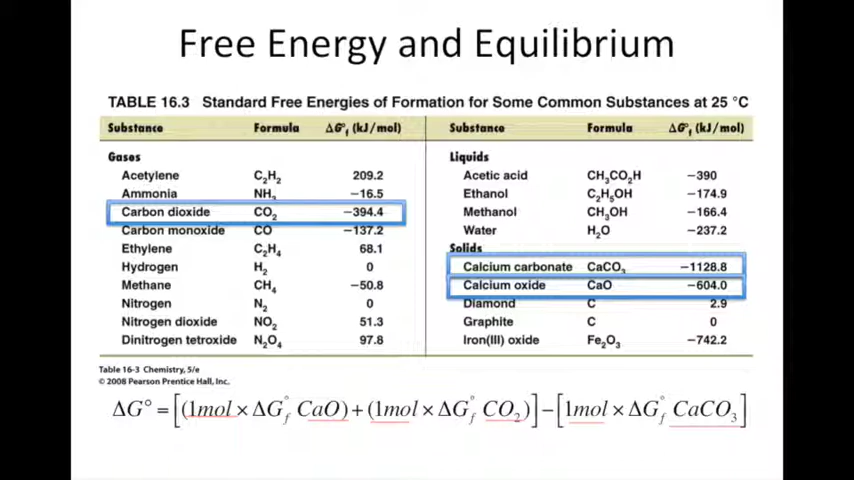 Free Energy and Equilibrium
TABLE 16.3 Standard Free Energies of Formation for Some Common Substances at 25 °C
Substance Formula ΔG°f (kJ/mol) Substance Formula ΔG°f (kJ/mol)
Gases Liquids
Acetylene C₂H₂ 209.2 Acetic acid CH₃CO₂H −390
Ammonia NH₃ −16.5 Ethanol C₂H₅OH −174.9
Carbon dioxide CO₂ −394.4 Methanol CH₃OH −166.4
Carbon monoxide CO −137.2 Water H₂O −237.2
Ethylene C₂H₄ 68.1 Solids
Hydrogen H₂ 0 Calcium carbonate CaCO₃ −1128.8
Methane CH₄ −50.8 Calcium oxide CaO −604.0
Nitrogen N₂ 0 Diamond C 2.9
Nitrogen dioxide NO₂ 51.3 Graphite C 0
Dinitrogen tetroxide N₂O₄ 97.8 Iron(III) oxide Fe₂O₃ −742.2
Table 16-3 Chemistry, 5/e
© 2008 Pearson Prentice Hall, Inc.
ΔG° = [(1mol × ΔG°f CaO) + (1mol × ΔG°f CO₂)] − [1mol × ΔG°f CaCO₃]